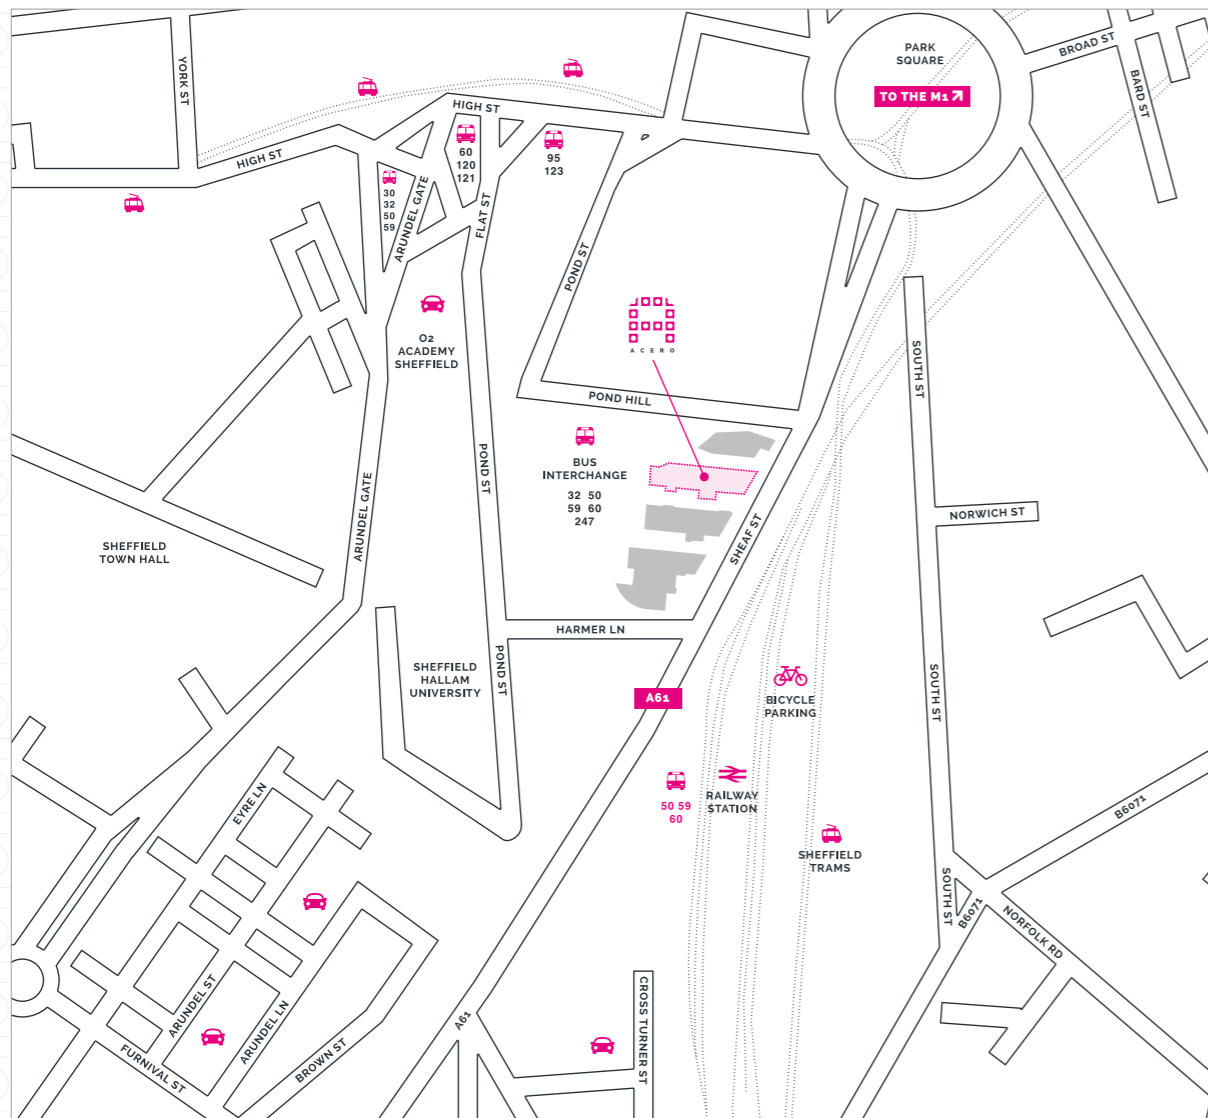 PARK
SQUARE
TO THE M1
BROAD ST
BARD ST
YORK ST
HIGH ST
HIGH ST
60
120
121
95
123
30
32
50
59
ARUNDEL GATE
FLAT ST
POND ST
ACERO
O2
ACADEMY
SHEFFIELD
SOUTH ST
POND HILL
BUS
INTERCHANGE
32 50
59 60
247
POND ST
ARUNDEL GATE
SHEAF ST
NORWICH ST
SHEFFIELD
TOWN HALL
HARMER LN
SHEFFIELD
HALLAM
UNIVERSITY
POND ST
A61
BICYCLE
PARKING
SOUTH ST
50 59
60
RAILWAY
STATION
EYRE LN
B6071
SHEFFIELD
TRAMS
SOUTH ST
B6071
NORFOLK RD
ARUNDEL ST
ARUNDEL LN
A61
CROSS TURNER ST
FURNIVAL ST
BROWN ST